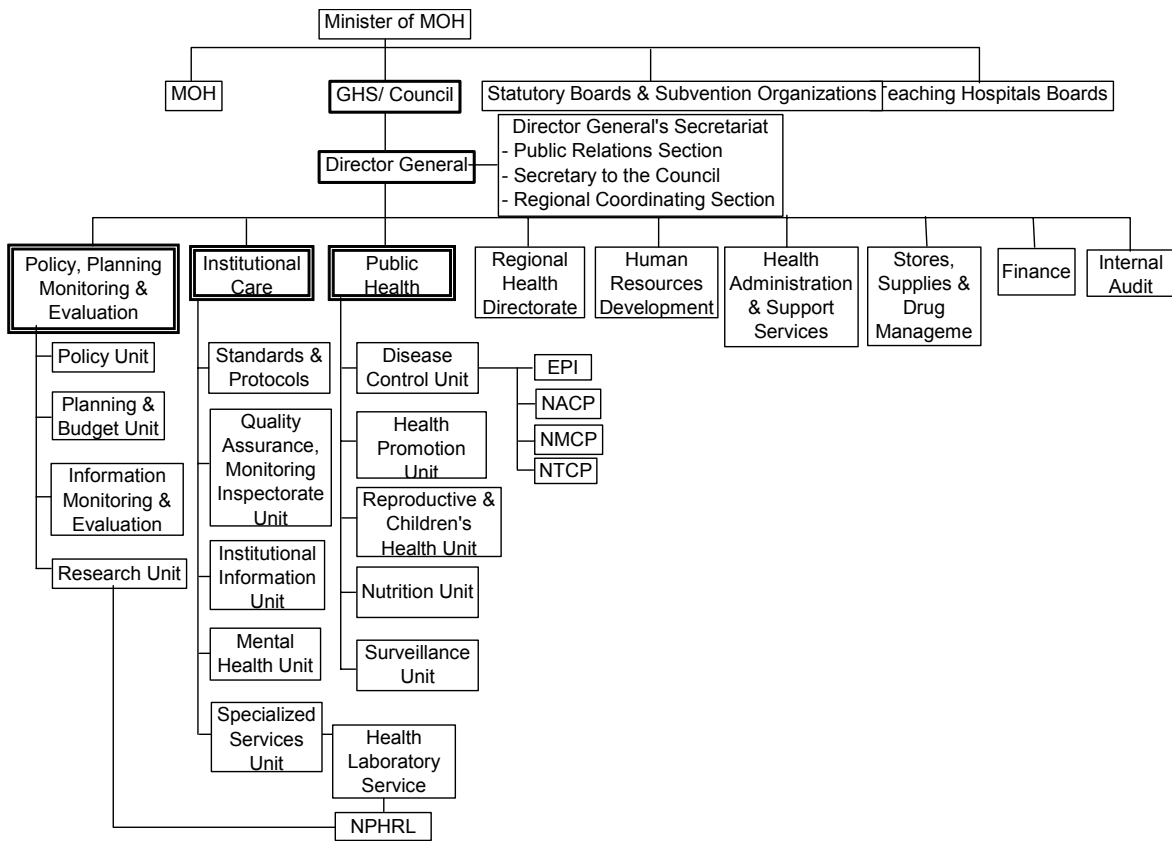 Minister of MOH
MOH
GHS/ Council
Statutory Boards & Subvention Organizations
Teaching Hospitals Boards
Director General
Director General's Secretariat
- Public Relations Section
- Secretary to the Council
- Regional Coordinating Section
Policy, Planning
Monitoring &
Evaluation
Institutional
Care
Public
Health
Regional
Health
Directorate
Human
Resources
Development
Health
Administration
& Support
Services
Stores,
Supplies &
Drug
Manageme
Finance
Internal
Audit
Policy Unit
Planning &
Budget Unit
Information
Monitoring &
Evaluation
Research Unit
Standards &
Protocols
Quality
Assurance,
Monitoring
Inspectorate
Unit
Institutional
Information
Unit
Mental
Health Unit
Specialized
Services
Unit
Health
Laboratory
Service
NPHRL
Disease
Control Unit
Health
Promotion
Unit
Reproductive &
Children's
Health Unit
Nutrition Unit
Surveillance
Unit
EPI
NACP
NMCP
NTCP